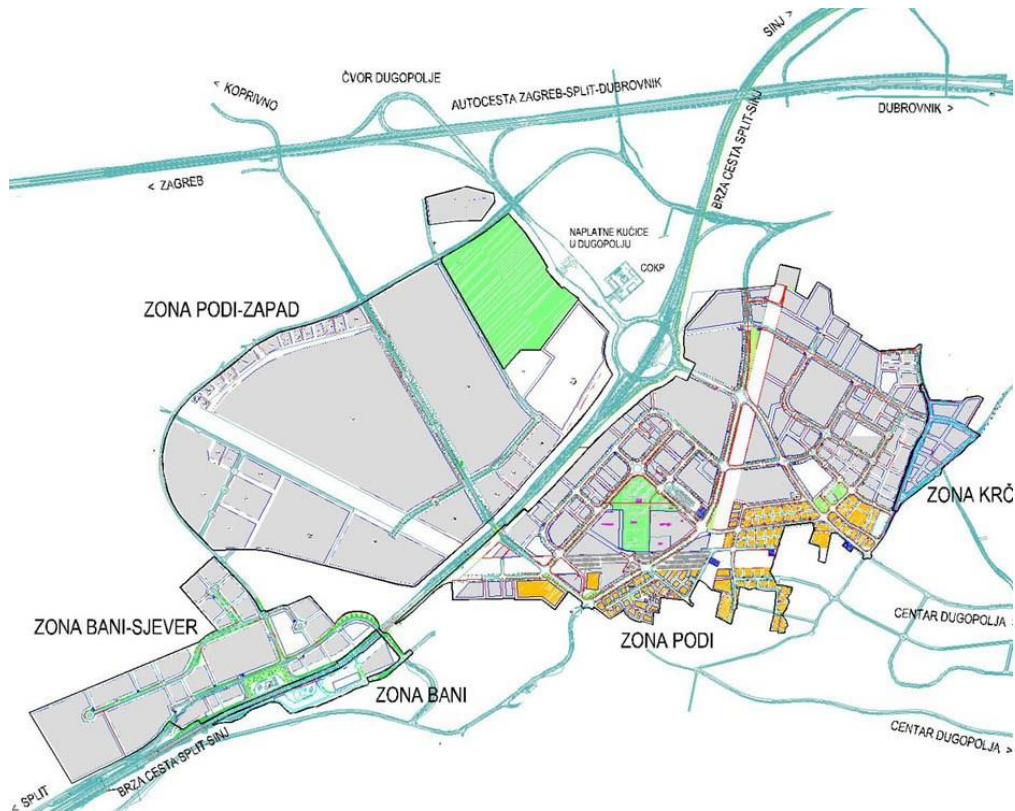 SINJ >
ČVOR DUGOPOLJE
< KOPRIVNO
AUTOCESTA ZAGREB-SPLIT-DUBROVNIK
DUBROVNIK >
< ZAGREB
BRZA CESTA SPLIT-SINJ
NAPLATNE KUĆICE
U DUGOPOLJU
COKP
ZONA PODI-ZAPAD
ZONA KRČ
CENTAR DUGOPOLJA >
ZONA BANI-SJEVER
ZONA PODI
ZONA BANI
CENTAR DUGOPOLJA >
BRZA CESTA SPLIT-SINJ
< SPLIT